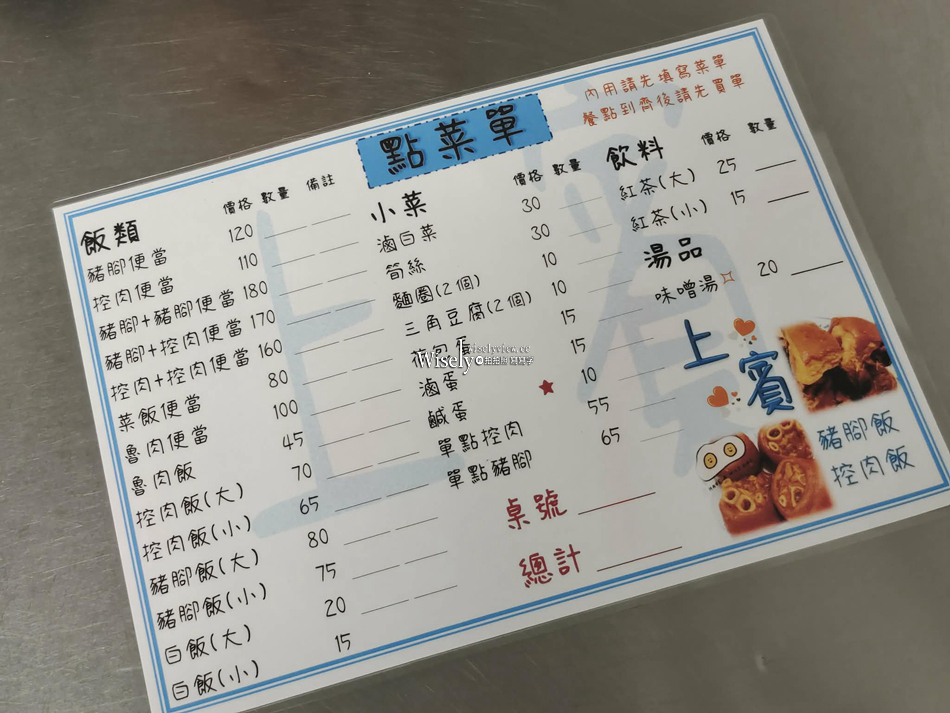 點菜單
內用請先填寫菜單
餐點到齊後請先買單
飯類 價格 數量 備註
豬腳便當 120
控肉便當 110
豬腳+豬腳便當 180
豬腳+控肉便當 170
控肉+控肉便當 160
菜飯便當 80
魯肉便當 100
魯肉飯 45
控肉飯(大) 70
控肉飯(小) 65
豬腳飯(大) 80
豬腳飯(小) 75
白飯(大) 20
白飯(小) 15
小菜 價格 數量
滷白菜 30
筍絲 30
麵圈(2個) 10
三角豆腐(2個) 10
15
滷蛋 15
鹹蛋 10
單點控肉 55
單點豬腳 65
飲料 價格 數量
紅茶(大) 25
紅茶(小) 15
湯品
味噌湯 20
上賓
豬腳飯
控肉飯
桌號
總計
Wisely